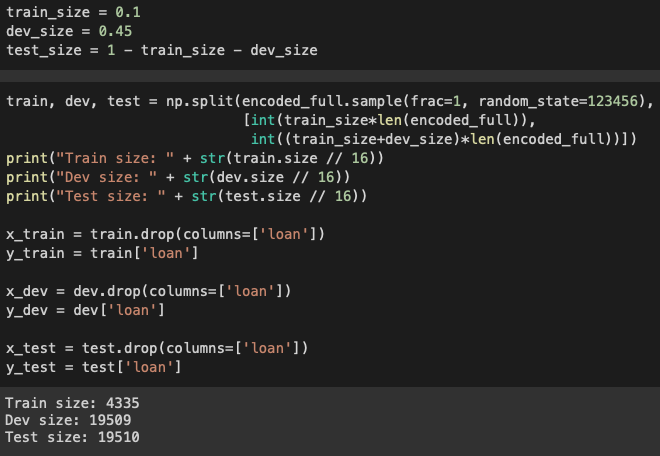 train_size = 0.1
dev_size = 0.45
test_size = 1 - train_size - dev_size
train, dev, test = np.split(encoded_full.sample(frac=1, random_state=123456),
[int(train_size*len(encoded_full)),
int((train_size+dev_size)*len(encoded_full))])
print("Train size: " + str(train.size // 16))
print("Dev size: " + str(dev.size // 16))
print("Test size: " + str(test.size // 16))
x_train = train.drop(columns=['loan'])
y_train = train['loan']
x_dev = dev.drop(columns=['loan'])
y_dev = dev['loan']
x_test = test.drop(columns=['loan'])
y_test = test['loan']
Train size: 4335
Dev size: 19509
Test size: 19510